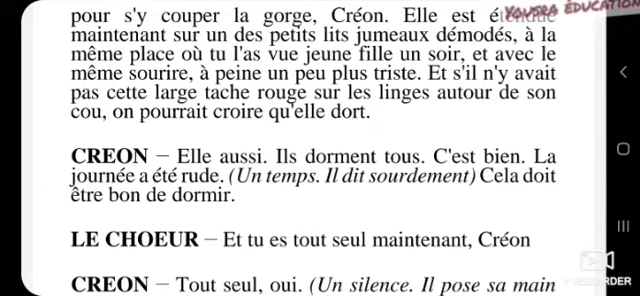 pour s'y couper la gorge, Créon. Elle est
YOUSRA ÉDUCATION
maintenant sur un des petits lits jumeaux démodés, à la
même place où tu l'as vue jeune fille un soir, et avec le
même sourire, à peine un peu plus triste. Et s'il n'y avait
pas cette large tache rouge sur les linges autour de son
cou, on pourrait croire qu'elle dort.
CREON – Elle aussi. Ils dorment tous. C'est bien. La
journée a été rude. (Un temps. Il dit sourdement) Cela doit
être bon de dormir.
LE CHOEUR – Et tu es tout seul maintenant, Créon
CREON – Tout seul, oui. (Un silence. Il pose sa main